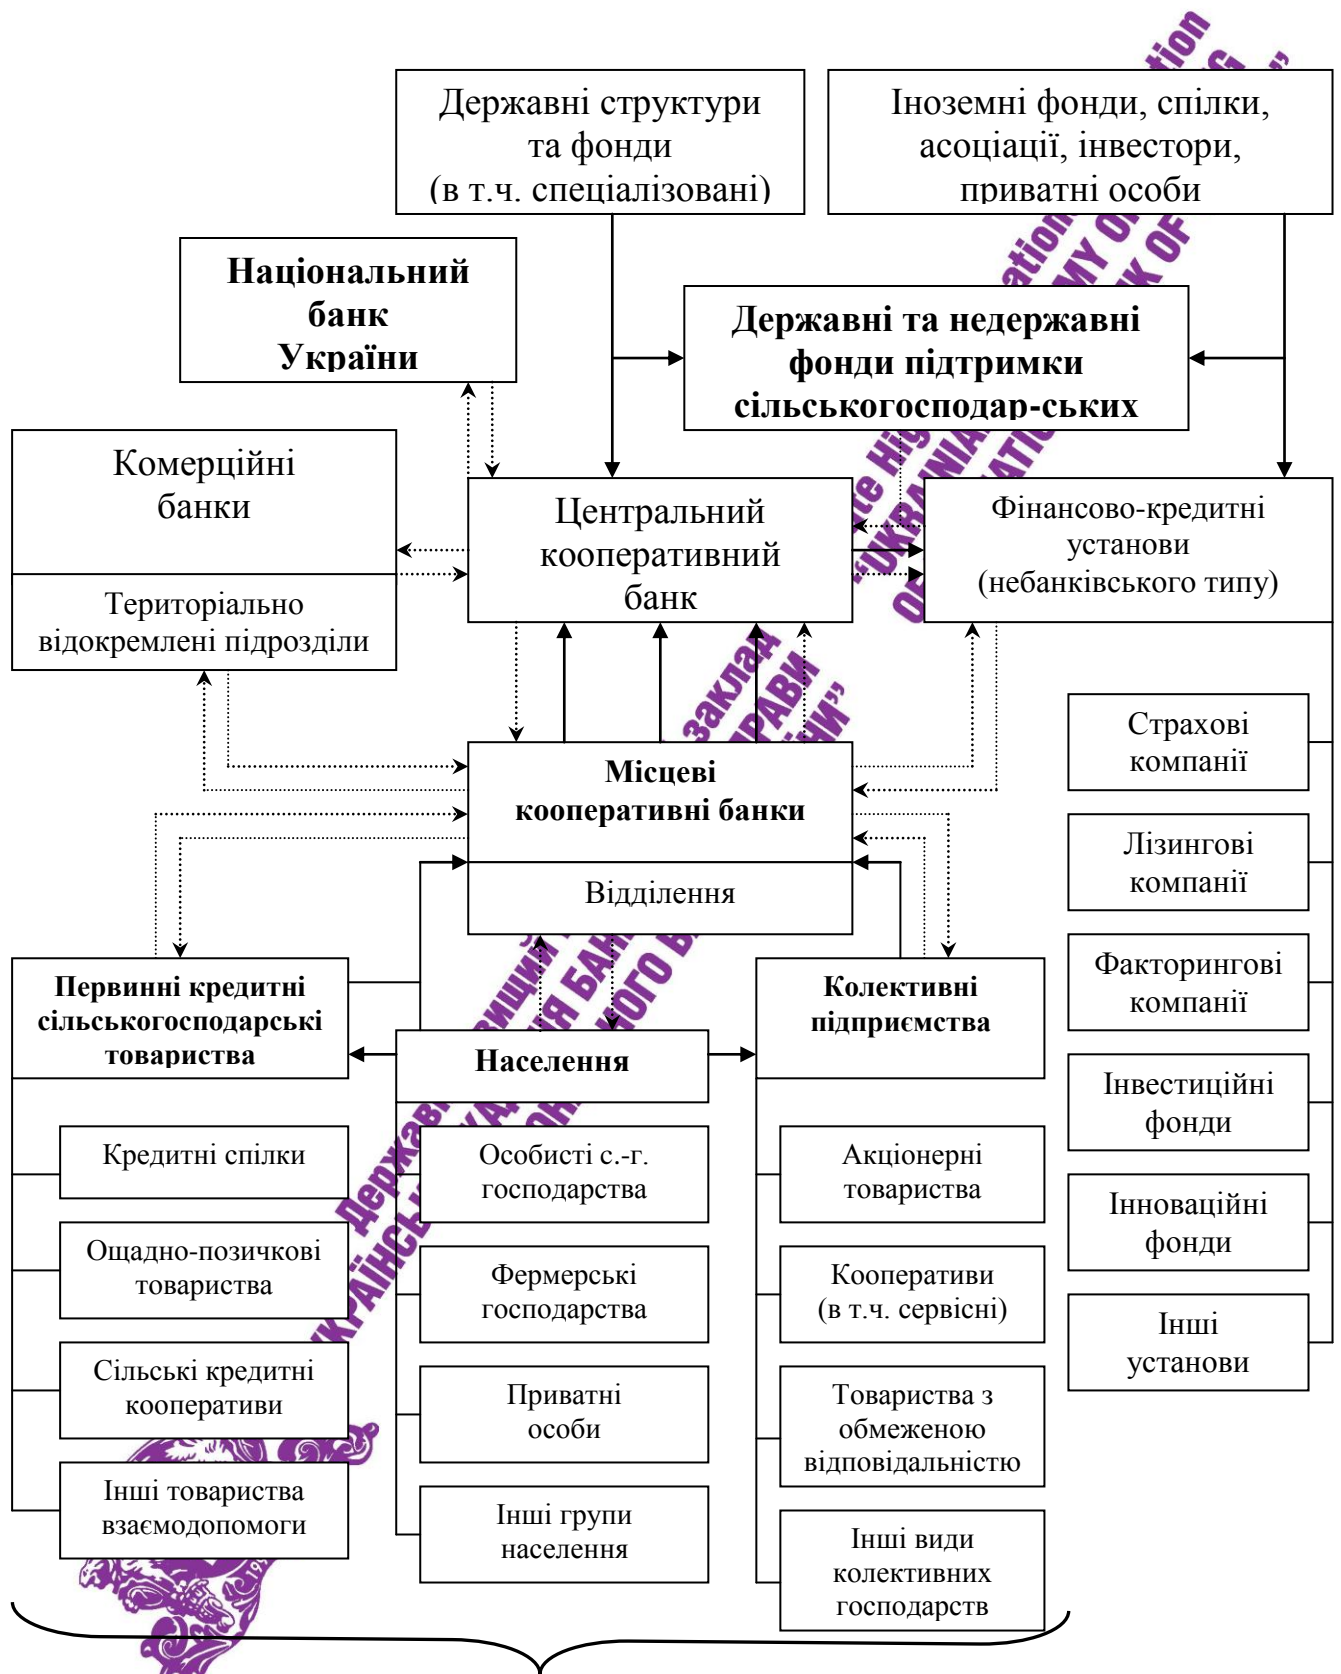 Державні структури
та фонди
(в т.ч. спеціалізовані)
Іноземні фонди, спілки,
асоціації, інвестори,
приватні особи
Національний
банк
України
Державні та недержавні
фонди підтримки
сільськогосподар-ських
Комерційні
банки
Територіально
відокремлені підрозділи
Центральний
кооперативний
банк
Фінансово-кредитні
установи
(небанківського типу)
Місцеві
кооперативні банки
Відділення
Страхові
компанії
Лізингові
компанії
Факторингові
компанії
Інвестиційні
фонди
Інноваційні
фонди
Інші
установи
Первинні кредитні
сільськогосподарські
товариства
Населення
Колективні
підприємства
Кредитні спілки
Ощадно-позичкові
товариства
Сільські кредитні
кооперативи
Інші товариства
взаємодопомоги
Особисті с.-г.
господарства
Фермерські
господарства
Приватні
особи
Інші групи
населення
Акціонерні
товариства
Кооперативи
(в т.ч. сервісні)
Товариства з
обмеженою
відповідальністю
Інші види
колективних
господарств
заклад